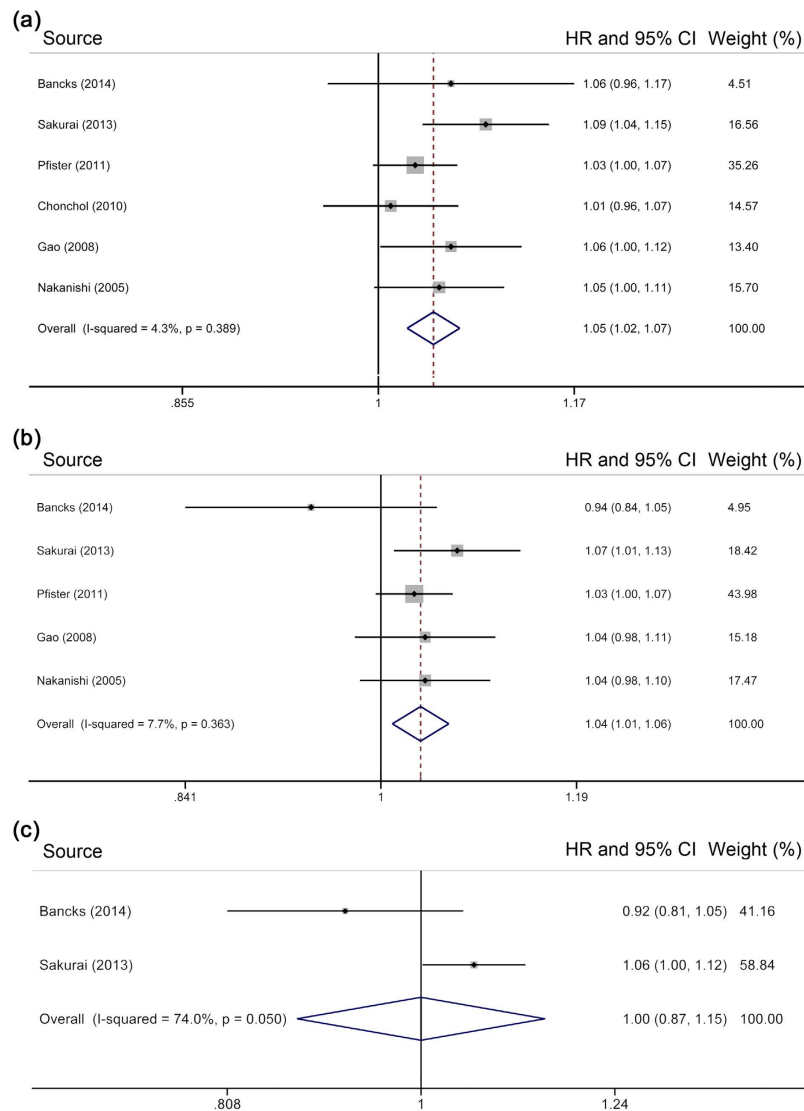 (a)
Source HR and 95% CI Weight (%)
Bancks (2014) 1.06 (0.96, 1.17) 4.51
Sakurai (2013) 1.09 (1.04, 1.15) 16.56
Pfister (2011) 1.03 (1.00, 1.07) 35.26
Chonchol (2010) 1.01 (0.96, 1.07) 14.57
Gao (2008) 1.06 (1.00, 1.12) 13.40
Nakanishi (2005) 1.05 (1.00, 1.11) 15.70
Overall (I-squared = 4.3%, p = 0.389) 1.05 (1.02, 1.07) 100.00
.855 1 1.17
(b)
Source HR and 95% CI Weight (%)
Bancks (2014) 0.94 (0.84, 1.05) 4.95
Sakurai (2013) 1.07 (1.01, 1.13) 18.42
Pfister (2011) 1.03 (1.00, 1.07) 43.98
Gao (2008) 1.04 (0.98, 1.11) 15.18
Nakanishi (2005) 1.04 (0.98, 1.10) 17.47
Overall (I-squared = 7.7%, p = 0.363) 1.04 (1.01, 1.06) 100.00
.841 1 1.19
(c)
Source HR and 95% CI Weight (%)
Bancks (2014) 0.92 (0.81, 1.05) 41.16
Sakurai (2013) 1.06 (1.00, 1.12) 58.84
Overall (I-squared = 74.0%, p = 0.050) 1.00 (0.87, 1.15) 100.00
.808 1 1.24